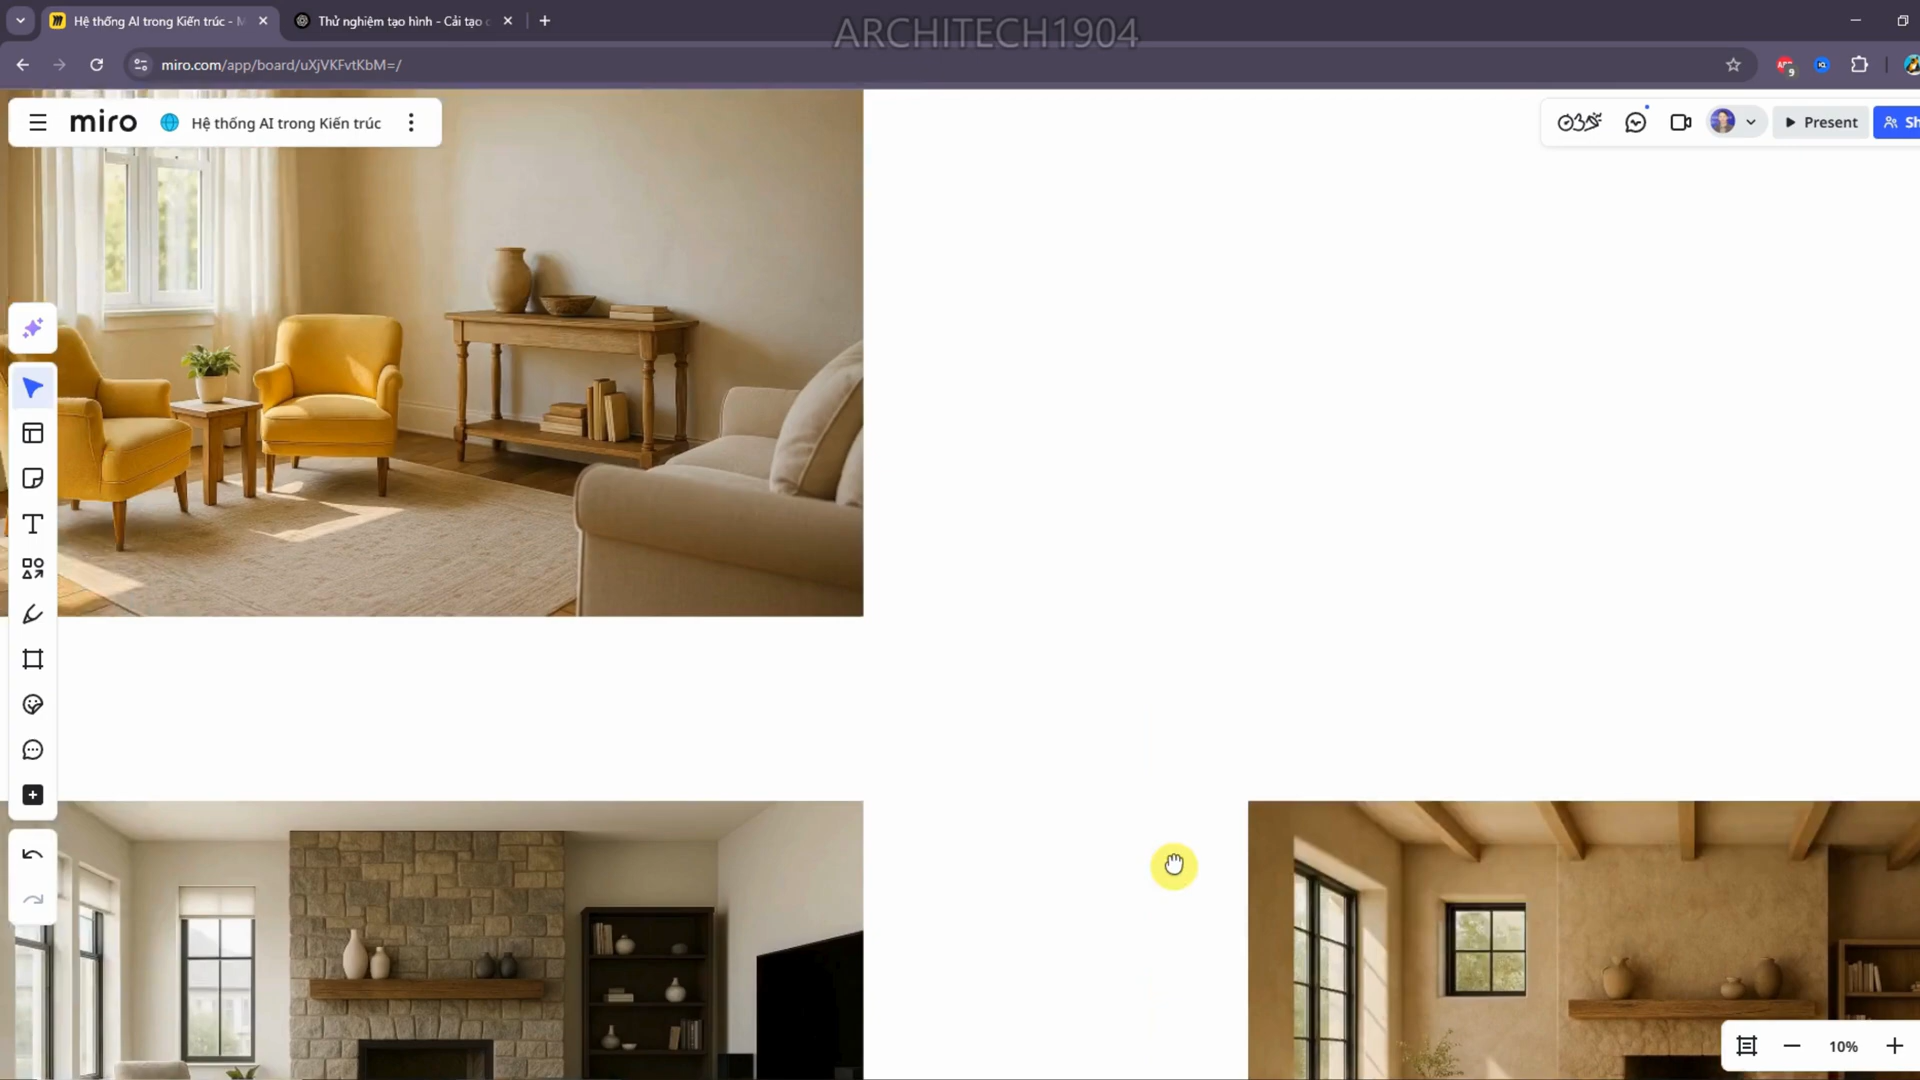 Hệ thống AI trong Kiến trúc - M
Thử nghiệm tạo hình - Cải tạo c
ARCHITECH1904
miro.com/app/board/uXjVKFvtKbM=/
9
miro
Hệ thống AI trong Kiến trúc
Present
Sh
10%